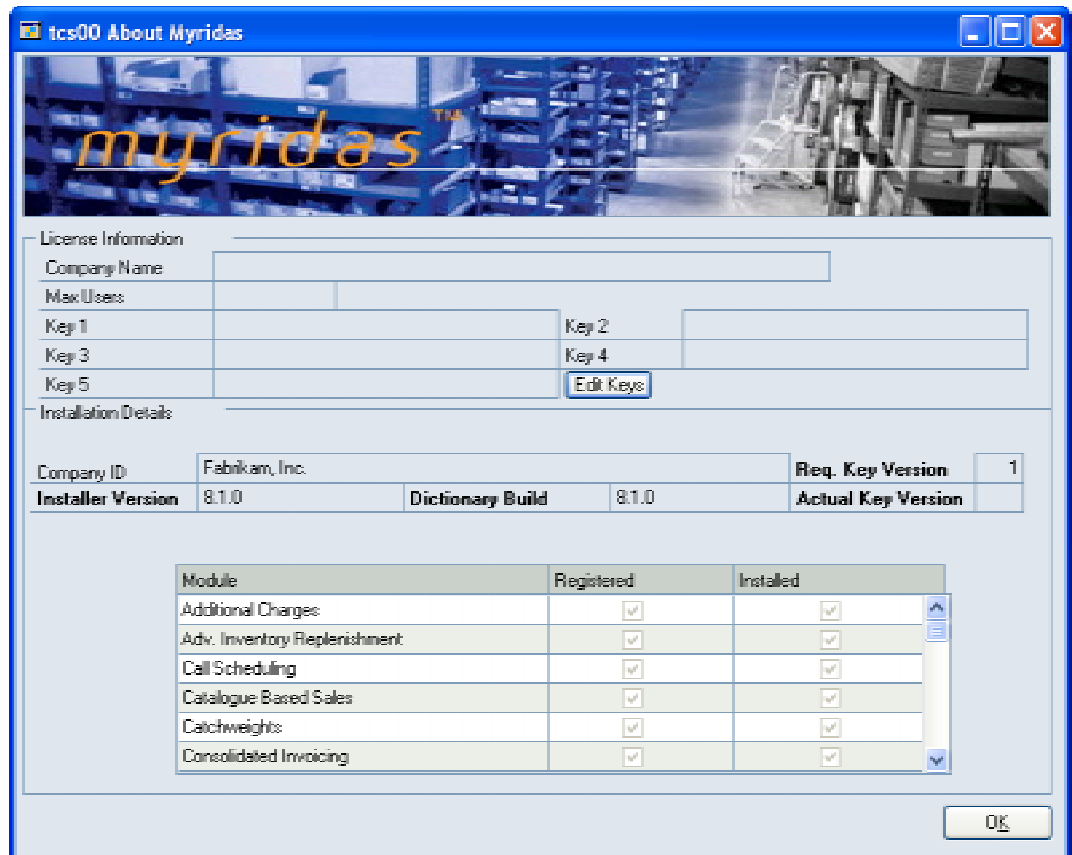 tcs00 About Myridas
myridas™
License Information
Company Name
Max Users
Key 1 Key 2
Key 3 Key 4
Key 5 Edit Keys
Installation Details
Company ID Fabrikam, Inc. Req. Key Version 1
Installer Version 8.1.0 Dictionary Build 8.1.0 Actual Key Version
Module Registered Installed
Additional Charges
Adv. Inventory Replenishment
Call Scheduling
Catalogue Based Sales
Catchweights
Consolidated Invoicing
OK